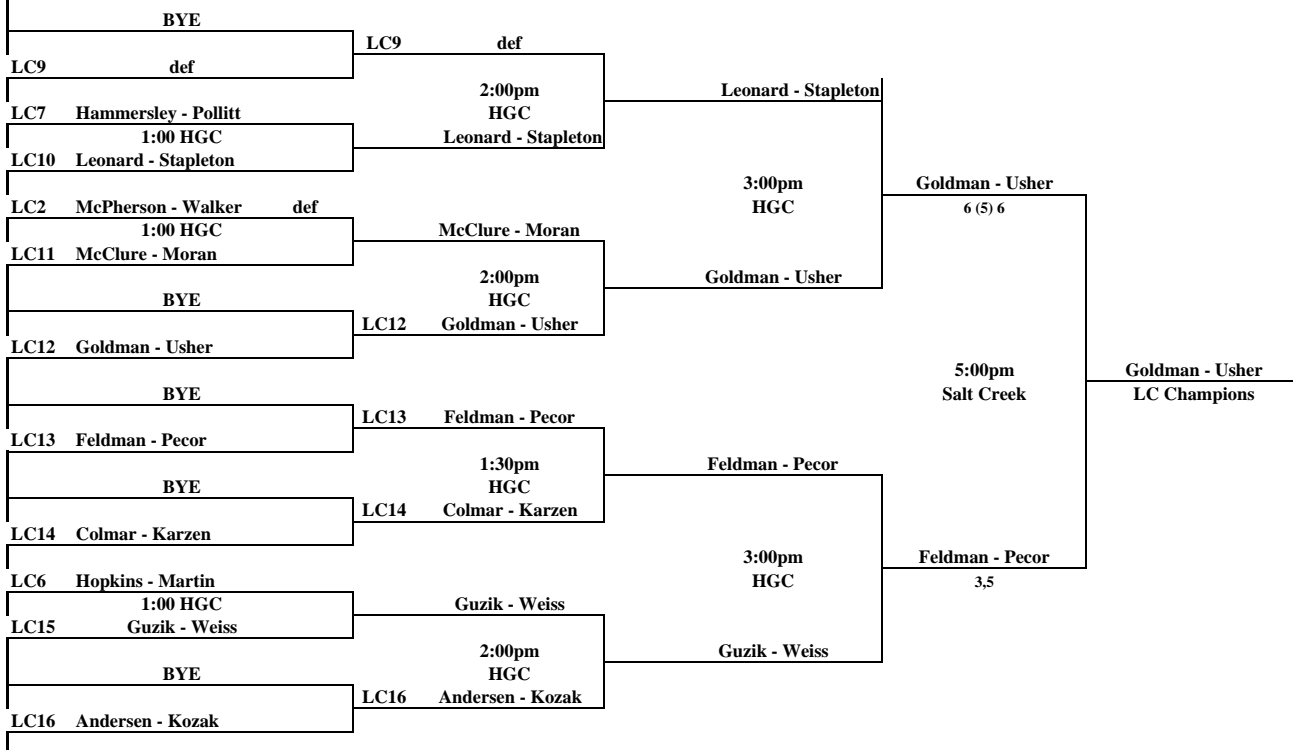 BYE
LC9 def
LC9 def
2:00pm
Leonard - Stapleton
LC7 Hammersley - Pollitt
HGC
1:00 HGC
Leonard - Stapleton
LC10 Leonard - Stapleton
3:00pm
Goldman - Usher
LC2 McPherson - Walker def
HGC
6 (5) 6
1:00 HGC
McClure - Moran
LC11 McClure - Moran
2:00pm
Goldman - Usher
BYE
HGC
LC12 Goldman - Usher
LC12 Goldman - Usher
5:00pm
Goldman - Usher
BYE
Salt Creek
LC Champions
LC13 Feldman - Pecor
LC13 Feldman - Pecor
1:30pm
Feldman - Pecor
BYE
HGC
LC14 Colmar - Karzen
LC14 Colmar - Karzen
3:00pm
Feldman - Pecor
LC6 Hopkins - Martin
HGC
3,5
1:00 HGC
Guzik - Weiss
LC15 Guzik - Weiss
2:00pm
Guzik - Weiss
BYE
HGC
LC16 Andersen - Kozak
LC16 Andersen - Kozak